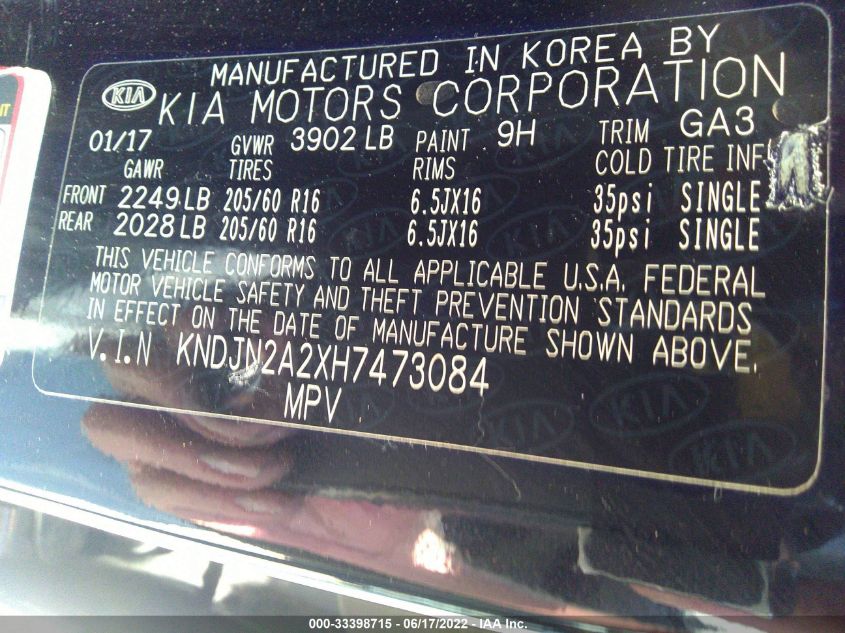 MANUFACTURED IN KOREA BY
KIA KIA MOTORS CORPORATION
01/17 GVWR 3902 LB PAINT 9H TRIM GA3
GAWR TIRES RIMS COLD TIRE INF
FRONT 2249 LB 205/60 R16 6.5JX16 35psi SINGLE
REAR 2028 LB 205/60 R16 6.5JX16 35psi SINGLE
THIS VEHICLE CONFORMS TO ALL APPLICABLE U.S.A. FEDERAL
MOTOR VEHICLE SAFETY AND THEFT PREVENTION STANDARDS
IN EFFECT ON THE DATE OF MANUFACTURE SHOWN ABOVE.
V.I.N KNDJN2A2XH7473084
MPV
000-33398715 - 06/17/2022 - IAA Inc.